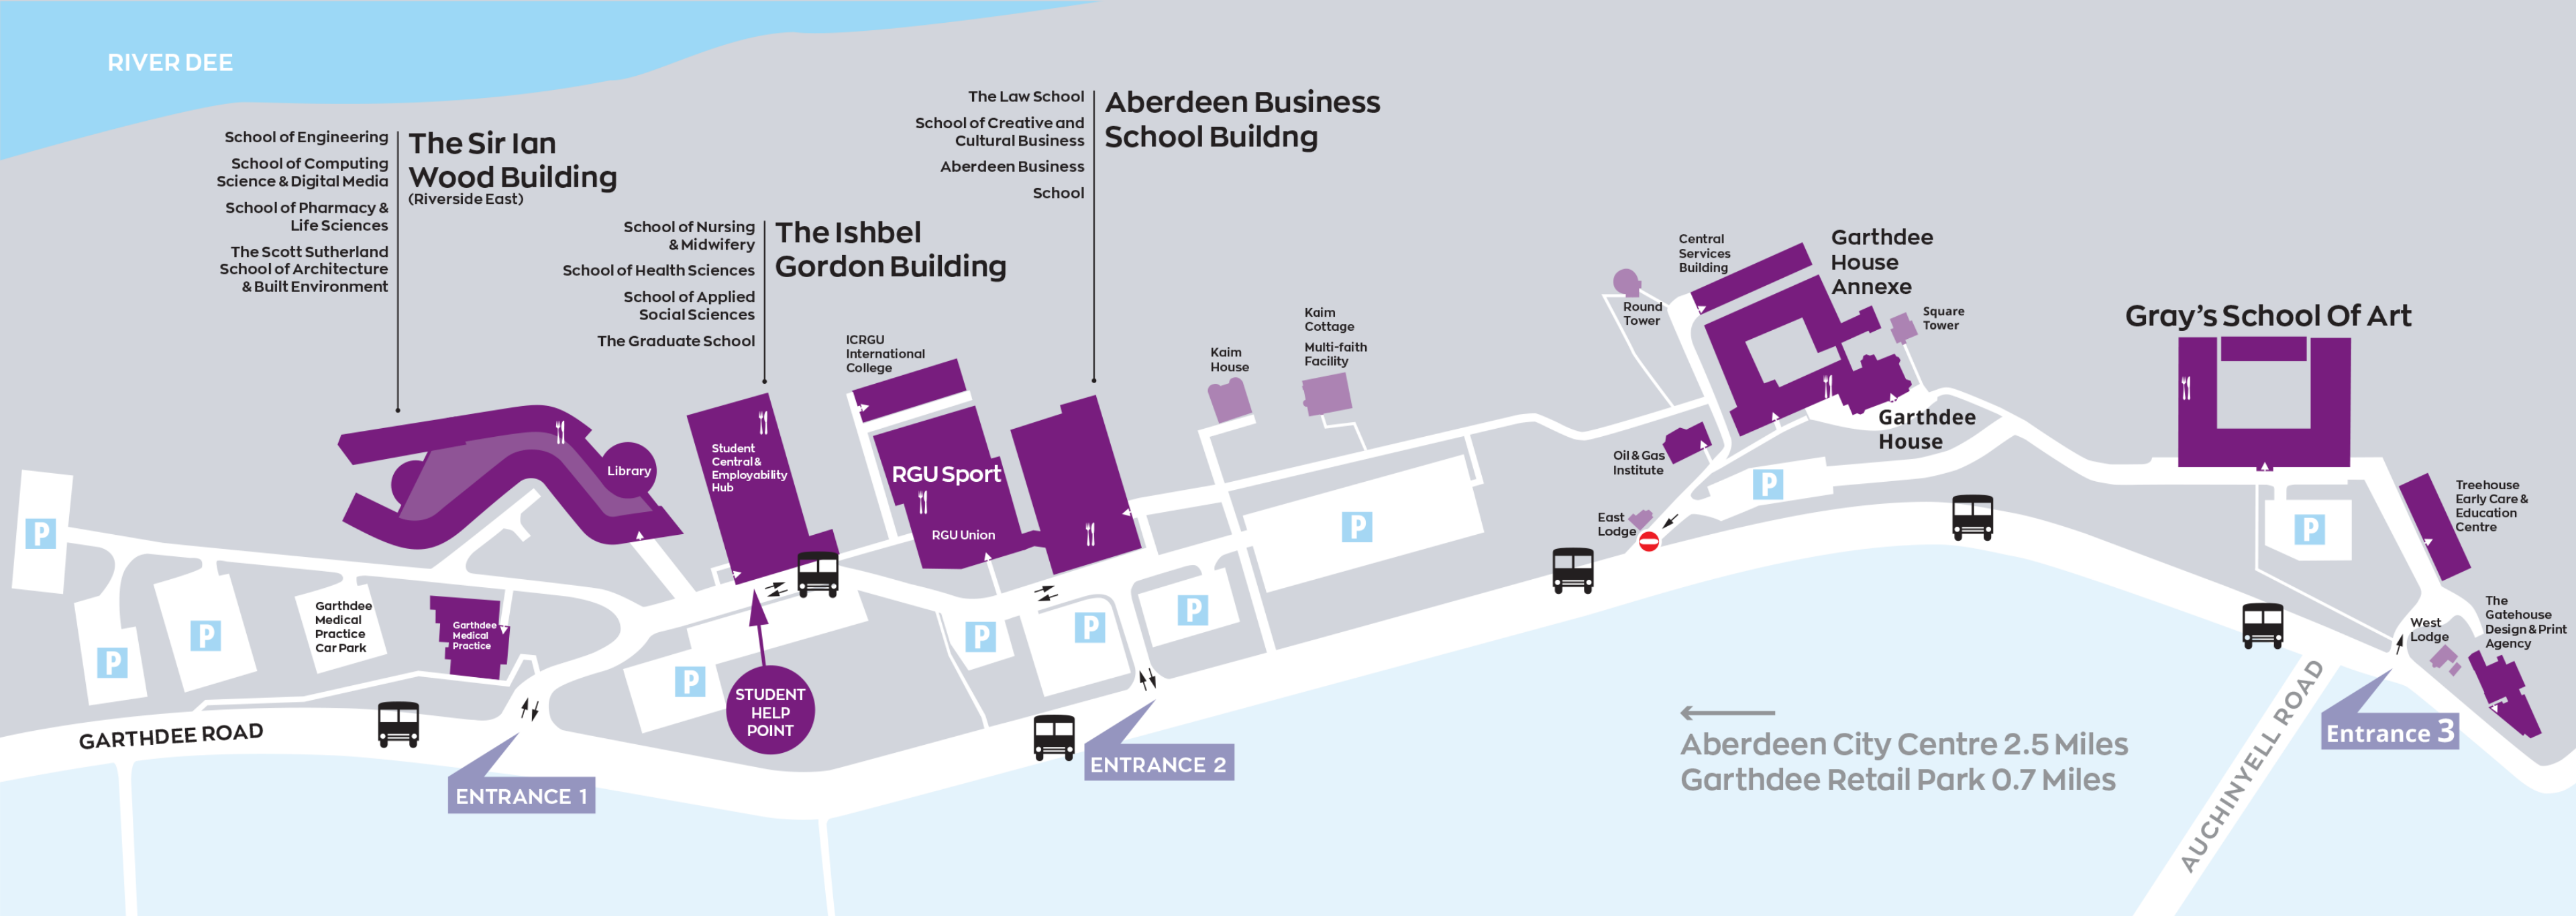 RIVER DEE
School of Engineering
School of Computing
Science & Digital Media
School of Pharmacy &
Life Sciences
The Scott Sutherland
School of Architecture
& Built Environment
The Sir Ian
Wood Building
(Riverside East)
School of Nursing
& Midwifery
School of Health Sciences
School of Applied
Social Sciences
The Graduate School
The Ishbel
Gordon Building
The Law School
School of Creative and
Cultural Business
Aberdeen Business
School
Aberdeen Business
School Buildng
ICRGU
International
College
Kaim
House
Kaim
Cottage
Multi-faith
Facility
Round
Tower
Central
Services
Building
Garthdee
House
Annexe
Square
Tower
Gray's School Of Art
Library
Student
Central &
Employability
Hub
RGU Sport
RGU Union
Oil & Gas
Institute
Garthdee
House
East
Lodge
Treehouse
Early Care &
Education
Centre
The
Gatehouse
Design & Print
Agency
West
Lodge
P
P
P
Garthdee
Medical
Practice
Car Park
Garthdee
Medical
Practice
P
P
P
P
P
P
P
STUDENT
HELP
POINT
GARTHDEE ROAD
ENTRANCE 1
ENTRANCE 2
Entrance 3
Aberdeen City Centre 2.5 Miles
Garthdee Retail Park 0.7 Miles
AUCHINYELL ROAD